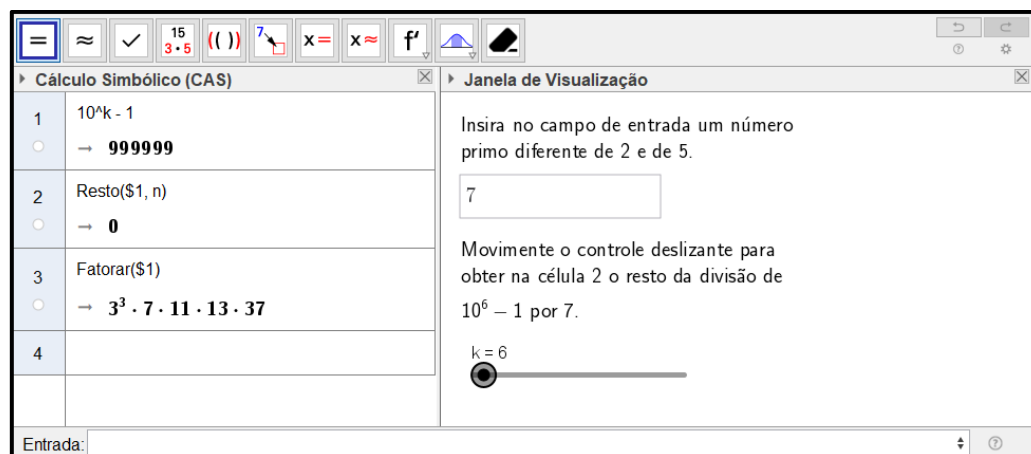 = ≈ ✓ 15 3·5 (( )) 7 x= x≈ f′
Cálculo Simbólico (CAS)
1 10^k - 1
→ 999999
2 Resto($1, n)
→ 0
3 Fatorar($1)
→ 3³ · 7 · 11 · 13 · 37
4
Janela de Visualização
Insira no campo de entrada um número
primo diferente de 2 e de 5.
7
Movimente o controle deslizante para
obter na célula 2 o resto da divisão de
10⁶ − 1 por 7.
k = 6
Entrada: